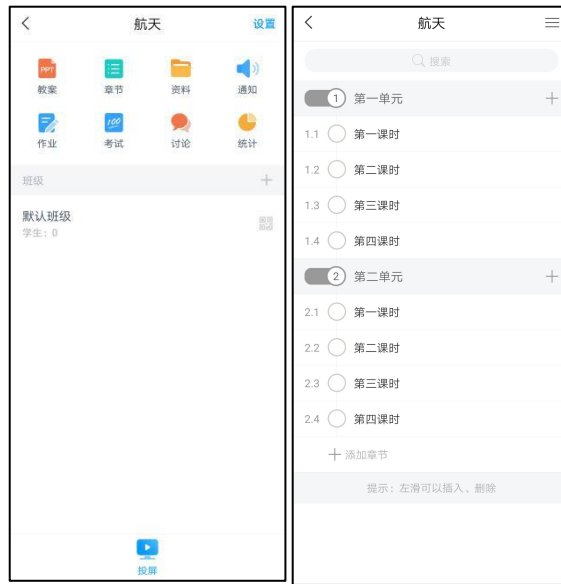 航天
设置
PPT
教案
章节
资料
通知
100
作业
考试
讨论
统计
班级
默认班级
学生：0
投屏
航天
搜索
1 第一单元
1.1 第一课时
1.2 第二课时
1.3 第三课时
1.4 第四课时
2 第二单元
2.1 第一课时
2.2 第二课时
2.3 第三课时
2.4 第四课时
添加章节
提示：左滑可以插入、删除